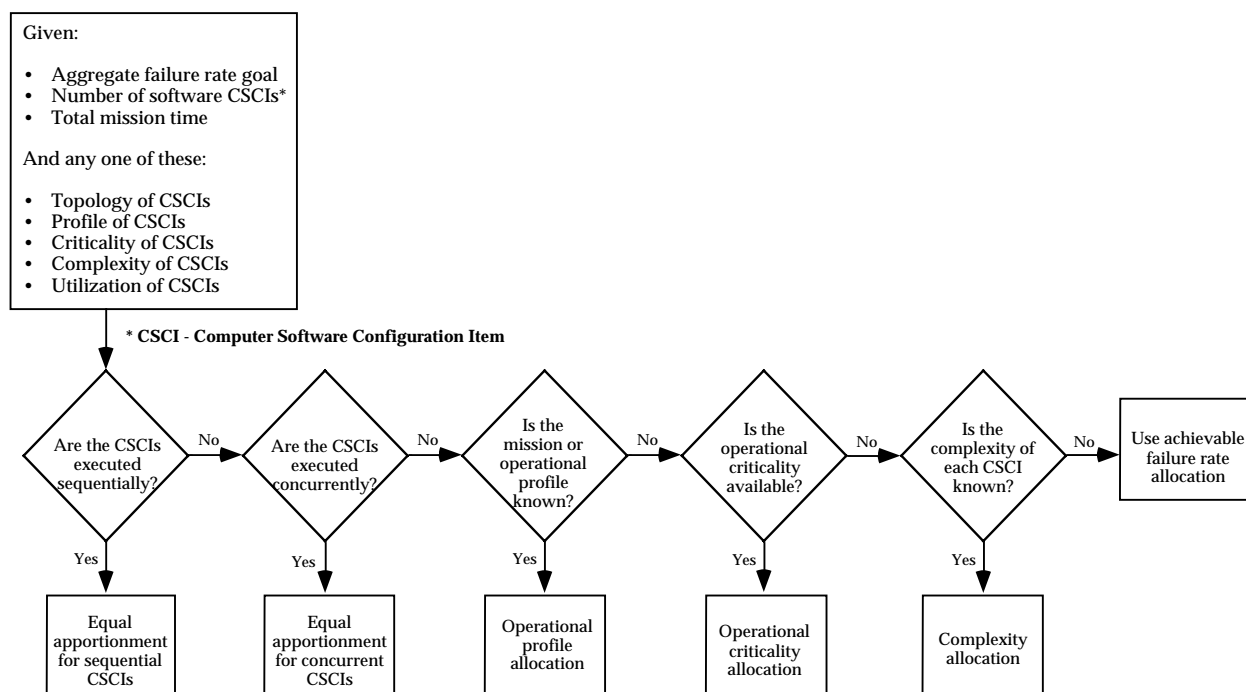 Given:
• Aggregate failure rate goal
• Number of software CSCIs*
• Total mission time
And any one of these:
• Topology of CSCIs
• Profile of CSCIs
• Criticality of CSCIs
• Complexity of CSCIs
• Utilization of CSCIs
* CSCI - Computer Software Configuration Item
Are the CSCIs
executed
sequentially?
No
Are the CSCIs
executed
concurrently?
No
Is the
mission or
operational
profile
known?
No
Is the
operational
criticality
available?
No
Is the
complexity of
each CSCI
known?
No
Use achievable
failure rate
allocation
Yes
Yes
Yes
Yes
Yes
Equal
apportionment
for sequential
CSCIs
Equal
apportionment
for concurrent
CSCIs
Operational
profile
allocation
Operational
criticality
allocation
Complexity
allocation